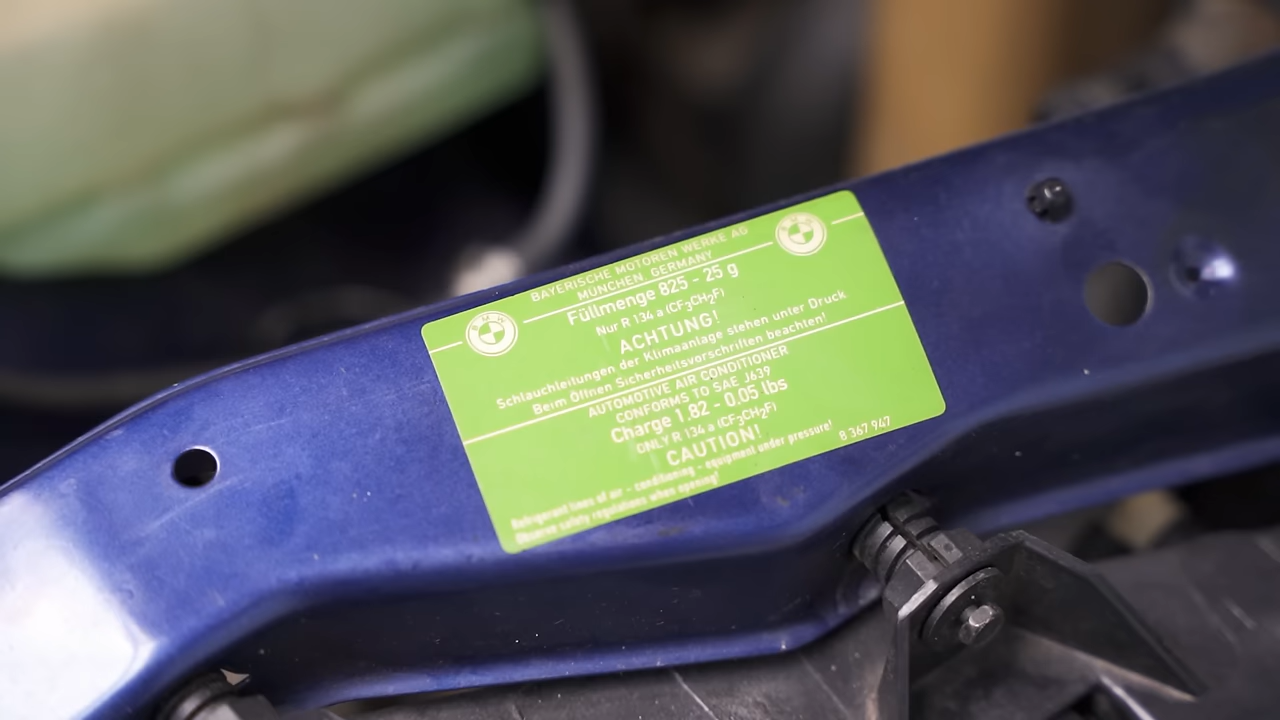 BAYERISCHE MOTOREN WERKE AG
MÜNCHEN, GERMANY
Füllmenge 825 - 25 g
Nur R 134 a (CF₃CH₂F)
ACHTUNG!
Schlauchleitungen der Klimaanlage stehen unter Druck
Beim Öffnen Sicherheitsvorschriften beachten!
AUTOMOTIVE AIR CONDITIONER
CONFORMS TO SAE J639
Charge 1.82 - 0.05 lbs
ONLY R 134 a (CF₃CH₂F)
CAUTION!
Refrigerant lines of air - conditioning - equipment under pressure!
Observe safety regulations when opening!
8 367 947
BMW
BMW